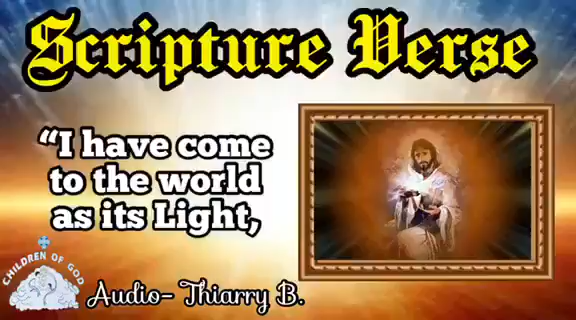 Scripture Verse
“I have come
to the world
as its Light,
CHILDREN OF GOD
Audio- Thiarry B.